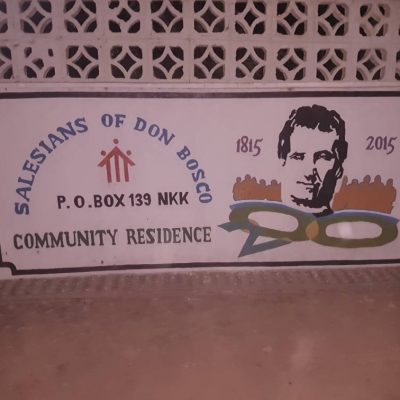 SALESIANS OF DON BOSCO
P.O.BOX 139 NKK
COMMUNITY RESIDENCE
1815 2015